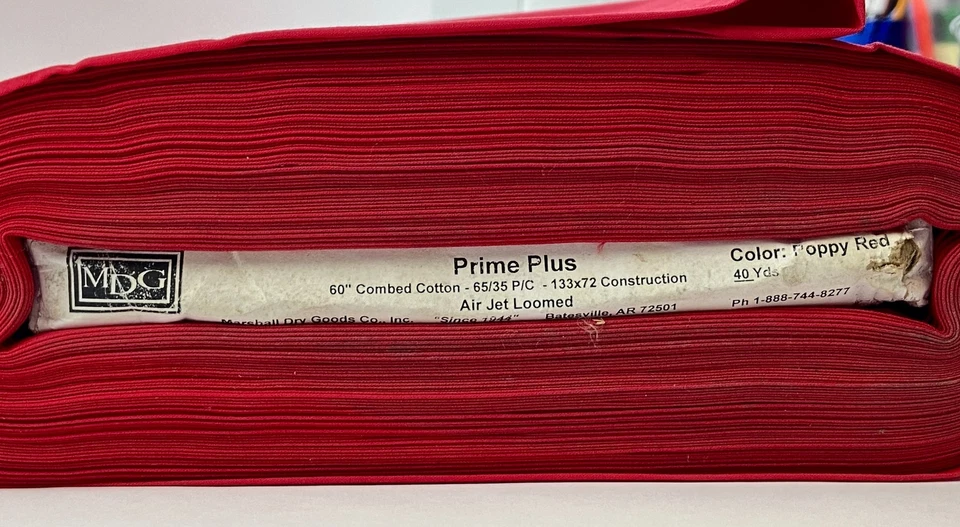 MDG
Prime Plus
60" Combed Cotton - 65/35 P/C - 133x72 Construction
Air Jet Loomed
Marshall Dry Goods Co., Inc. "Since 1944" Batesville, AR 72501
Color: Poppy Red
40 Yds
Ph 1-888-744-8277